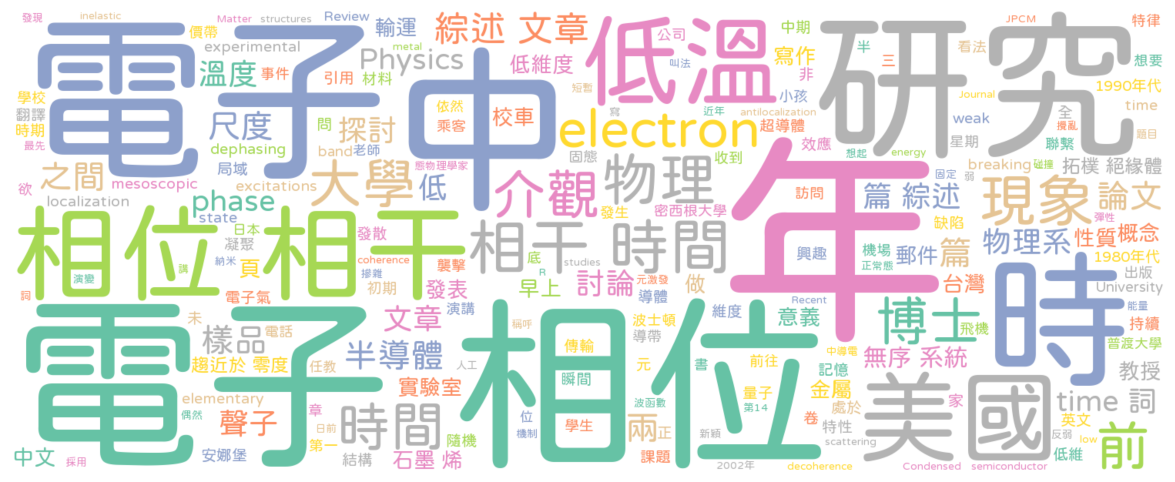 電子中
低溫
研究
年
電子相位
相位相干
時
美國
electron
物理
相干時間
現象
大學
介觀
博士
時間
前
綜述文章
Physics
溫度
尺度
探討
之間
phase
低
校車
低維度
輸運
寫作
超導體
篇綜述
論文
物理系
性質
概念
拓樸絕緣體
郵件
篇
台灣
討論
早上
意義
無序系統
教授
time 詞
半導體
文章
樣品
聲子
趨近於零度
實驗室
石墨烯
隨機
兩
金屬
中文
安娜堡
elementary
結構
第一
章
任教
電話
未
人工
偶然
採用
日前
發現
inelastic
Matter
structures
Review
價帶
experimental
事件
引用
材料
metal
公司
叫法
短暫
中期
非
小孩
半
三
看法
JPCM
特律
想要
1990年代
time
Journal
全
擾亂
題目
antilocalization
近年
寫
weak
星期
聯繫
效應
想起
energy
breaking
碰撞
弱
固定
彈性
學校
翻譯
時期
最先
問
老師
dephasing
band
局域
依然
乘客
固態
收到
態物理學家
excitations
mesoscopic
欲
localization
state
發生
密西根大學
訪問
缺陷
1980年代
日本
凝聚
納米
頁
演變
講
詞
coherence
摻雜
發散
襲擊
初期
發表
電子氣
演講
底
R
studies
元激發
導體
做
興趣
機場
正常態
出版
University
能量
持續
普渡大學
Recent
維度
波士頓
導帶
飛機
稱呼
傳輸
瞬間
元
書
前往
中導電
記憶
量子
第14
處於
卷
特性
家
英文
反弱
low
低維
位
機制
波函數
學生
正
課題
新穎
2002年
decoherence
scattering
Condensed
semiconductor